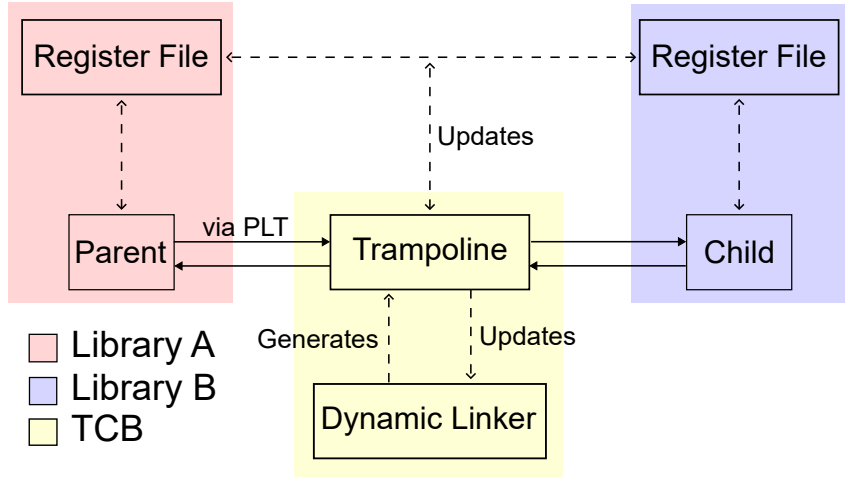 Register File
Register File
Updates
via PLT
Parent
Trampoline
Child
Generates
Updates
Library A
Library B
TCB
Dynamic Linker